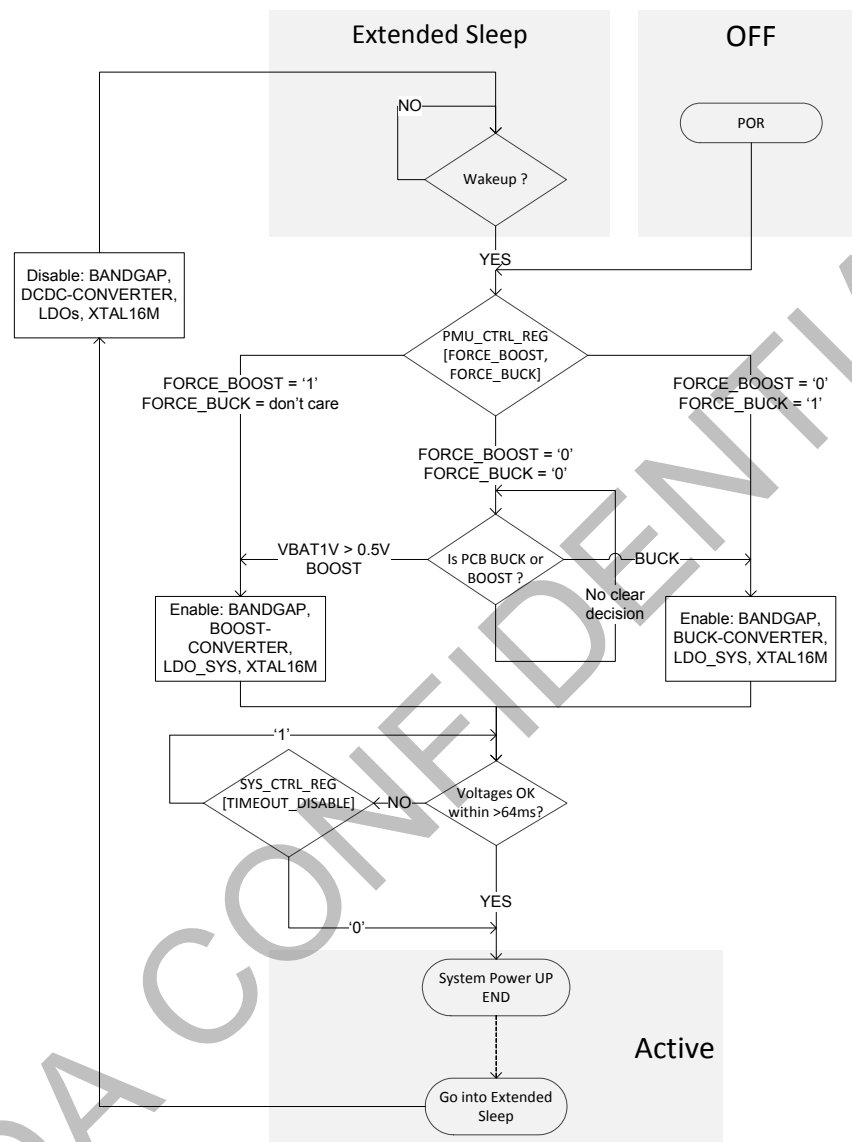 Extended Sleep
OFF
NO
POR
Wakeup ?
YES
Disable: BANDGAP,
DCDC-CONVERTER,
LDOs, XTAL16M
PMU_CTRL_REG
[FORCE_BOOST,
FORCE_BUCK]
FORCE_BOOST = '1'
FORCE_BUCK = don't care
FORCE_BOOST = '0'
FORCE_BUCK = '1'
FORCE_BOOST = '0'
FORCE_BUCK = '0'
VBAT1V > 0.5V
BOOST
Is PCB BUCK or
BOOST ?
BUCK
No clear
decision
Enable: BANDGAP,
BOOST-
CONVERTER,
LDO_SYS, XTAL16M
Enable: BANDGAP,
BUCK-CONVERTER,
LDO_SYS, XTAL16M
'1'
SYS_CTRL_REG
[TIMEOUT_DISABLE]
NO
Voltages OK
within >64ms?
YES
'0'
System Power UP
END
Active
Go into Extended
Sleep
DA CONFIDENTIA